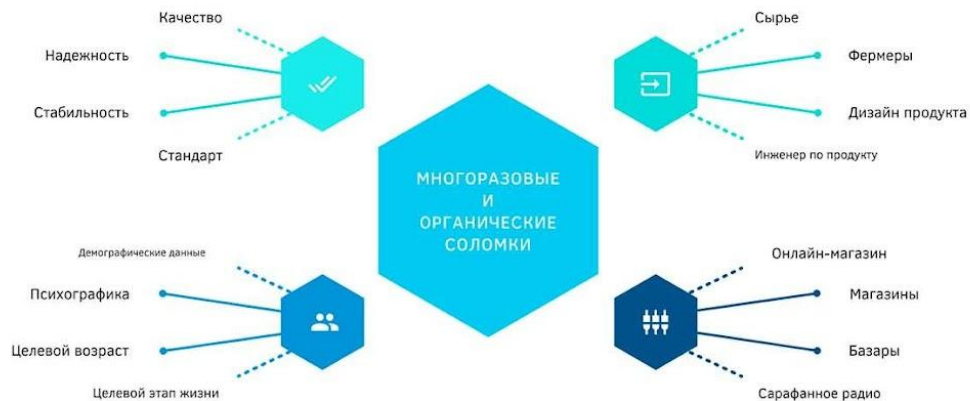 Качество
Надежность
Стабильность
Стандарт
Сырье
Фермеры
Дизайн продукта
Инженер по продукту
МНОГОРАЗОВЫЕ
И
ОРГАНИЧЕСКИЕ
СОЛОМКИ
Демографические данные
Психографика
Целевой возраст
Целевой этап жизни
Онлайн-магазин
Магазины
Базары
Сарафанное радио